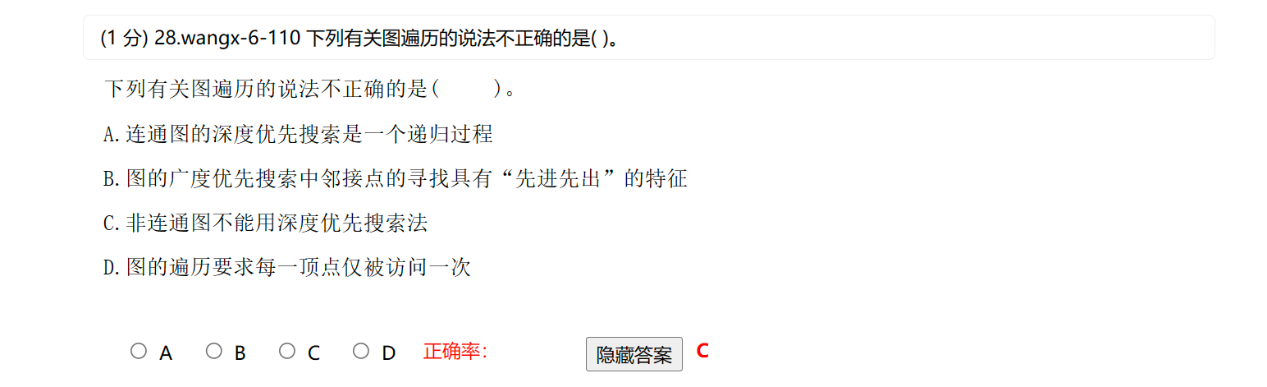 (1 分) 28.wangx-6-110 下列有关图遍历的说法不正确的是( )。
下列有关图遍历的说法不正确的是(    )。
A.连通图的深度优先搜索是一个递归过程
B.图的广度优先搜索中邻接点的寻找具有“先进先出”的特征
C.非连通图不能用深度优先搜索法
D.图的遍历要求每一顶点仅被访问一次
A B C D 正确率: 隐藏答案 C